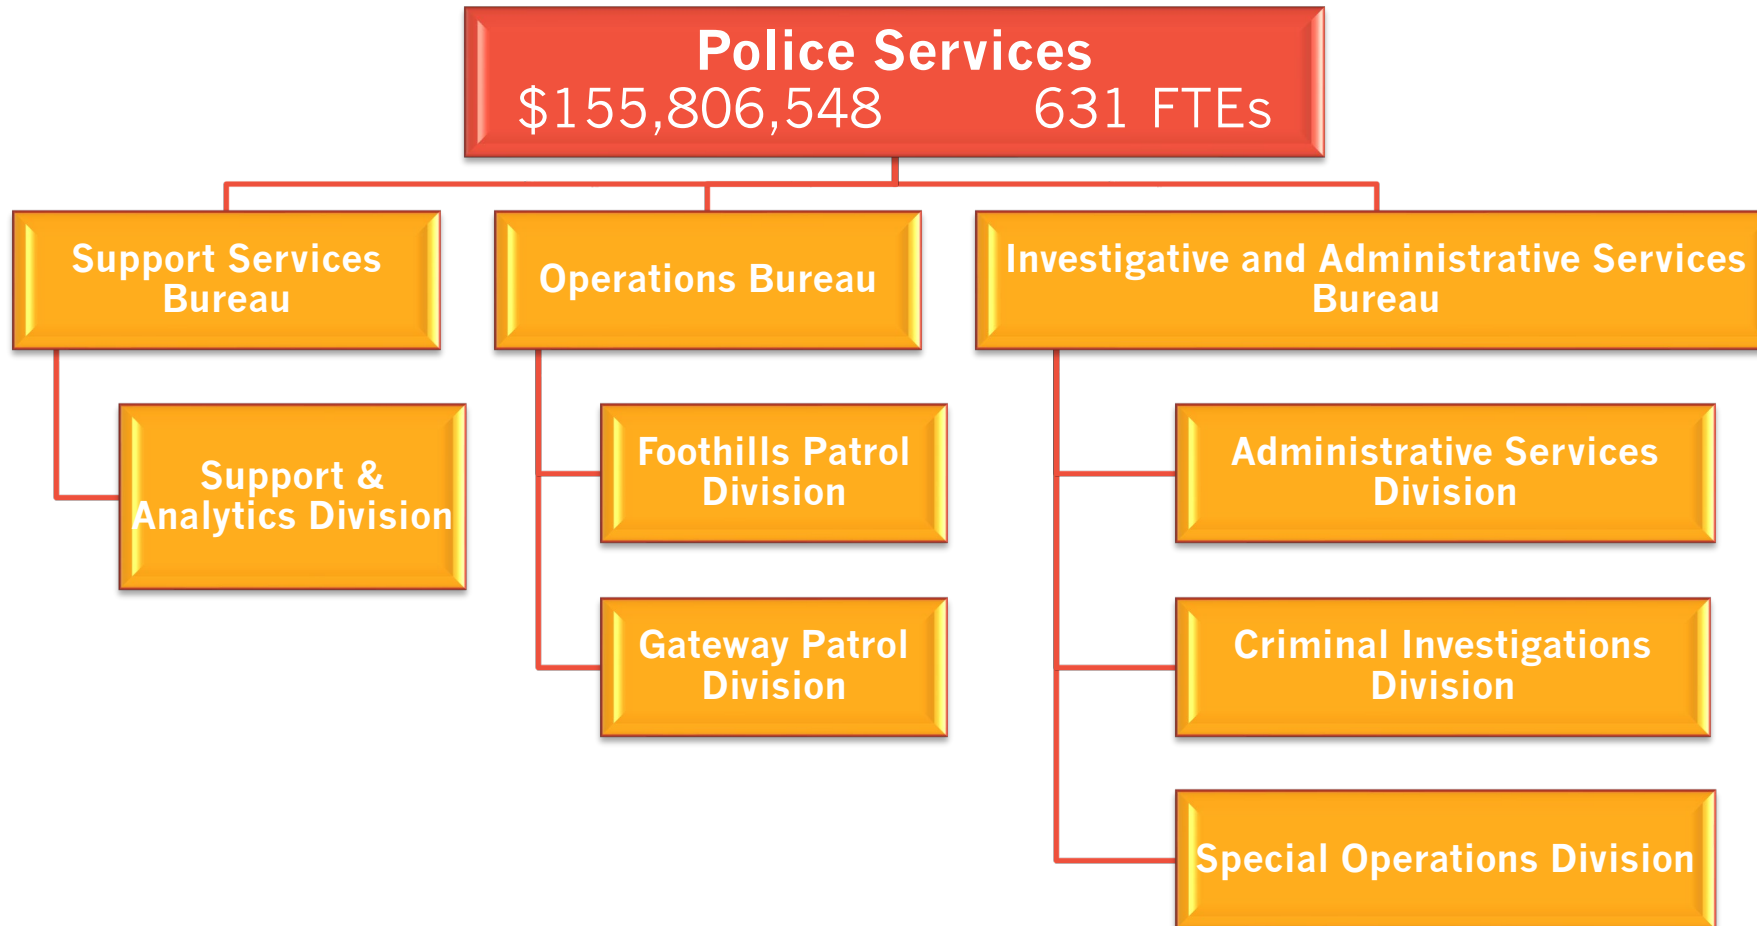 Police Services
$155,806,548 631 FTEs
Support Services
Bureau
Operations Bureau
Investigative and Administrative Services
Bureau
Support &
Analytics Division
Foothills Patrol
Division
Gateway Patrol
Division
Administrative Services
Division
Criminal Investigations
Division
Special Operations Division